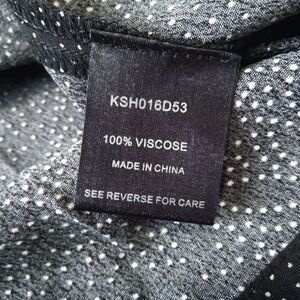 KSH016D53
100% VISCOSE
MADE IN CHINA
SEE REVERSE FOR CARE